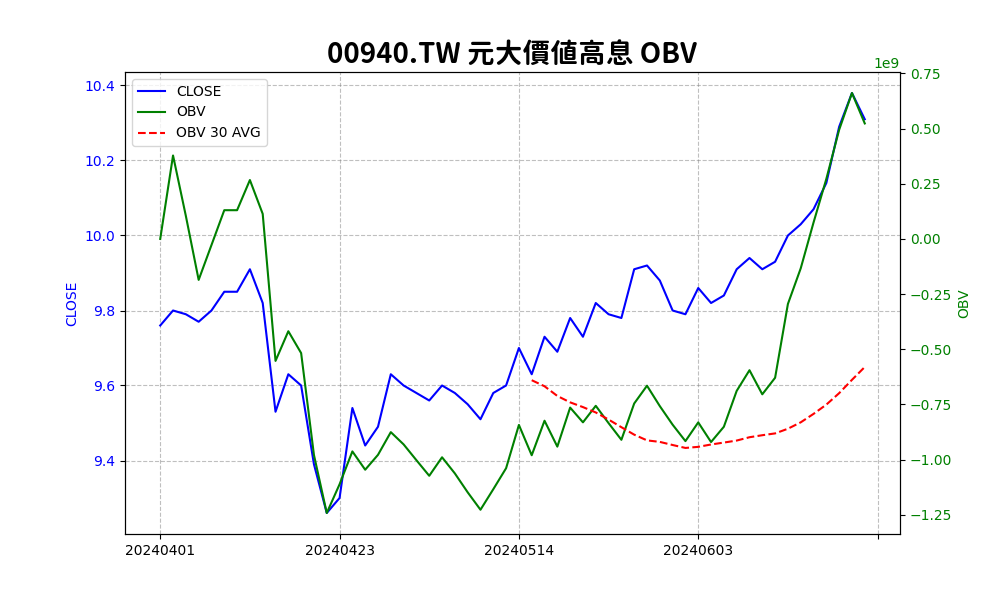 00940.TW 元大價值高息 OBV
1e9
CLOSE
OBV
OBV 30 AVG
10.4
10.2
10.0
9.8
9.6
9.4
CLOSE
0.75
0.50
0.25
0.00
−0.25
−0.50
−0.75
−1.00
−1.25
OBV
20240401
20240423
20240514
20240603